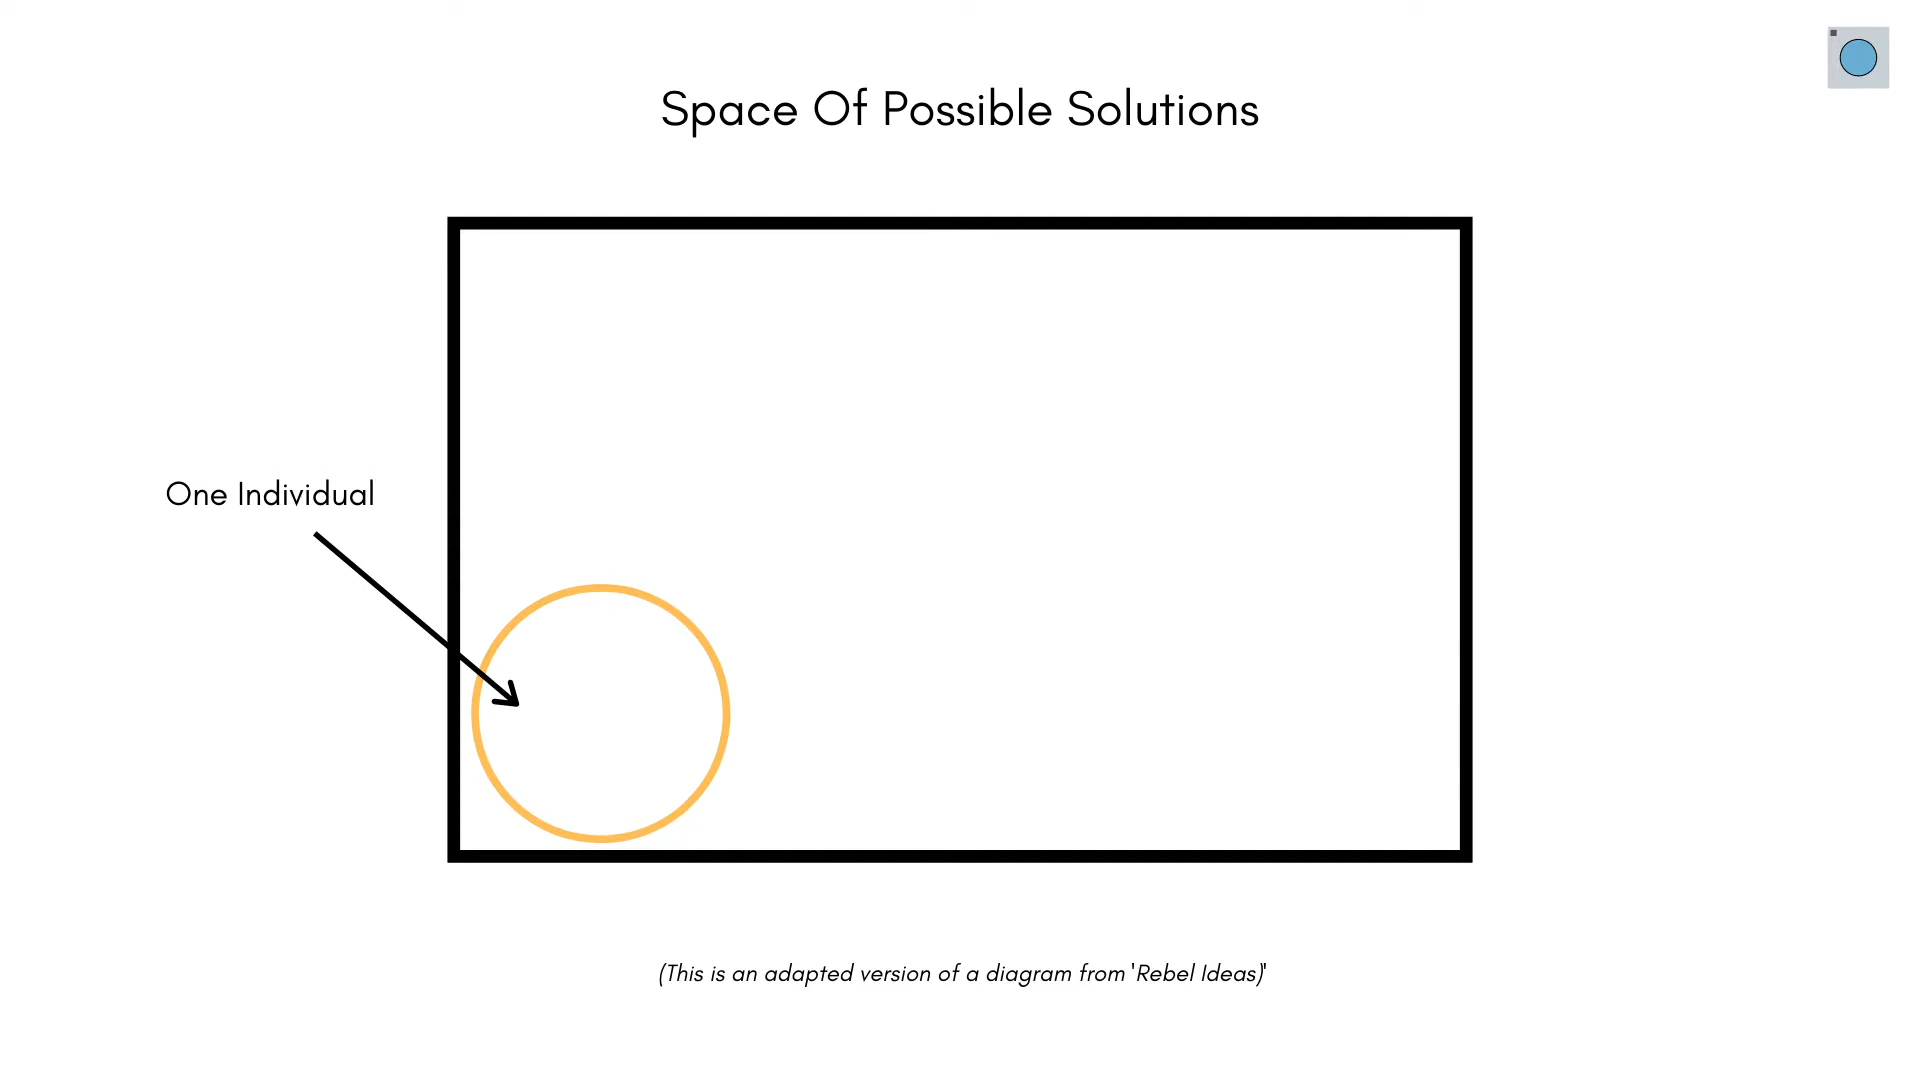 Space Of Possible Solutions
One Individual
(This is an adapted version of a diagram from 'Rebel Ideas)'